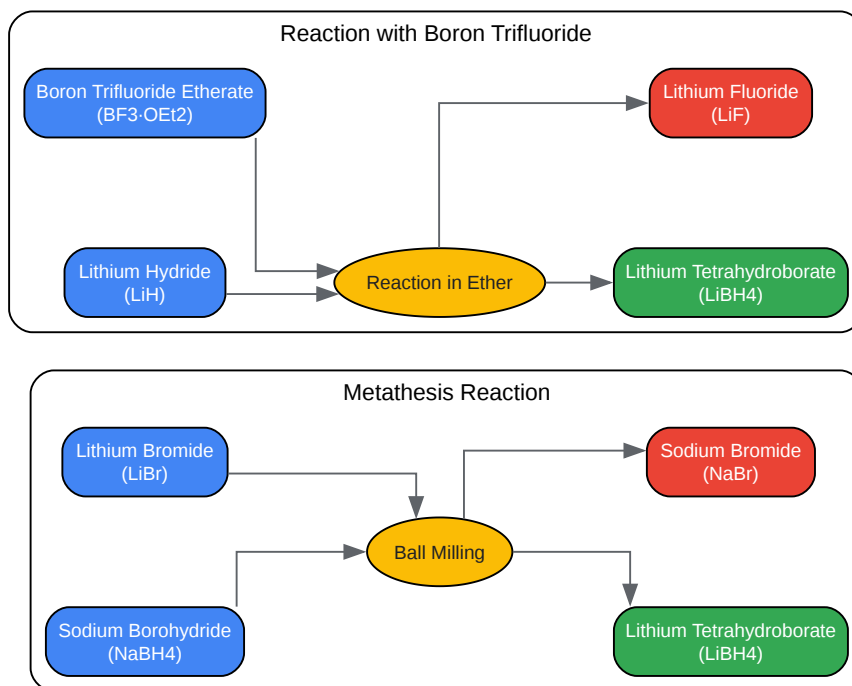 Reaction with Boron Trifluoride
Boron Trifluoride Etherate
(BF3·OEt2)
Lithium Fluoride
(LiF)
Lithium Hydride
(LiH)
Reaction in Ether
Lithium Tetrahydroborate
(LiBH4)
Metathesis Reaction
Lithium Bromide
(LiBr)
Sodium Bromide
(NaBr)
Ball Milling
Sodium Borohydride
(NaBH4)
Lithium Tetrahydroborate
(LiBH4)